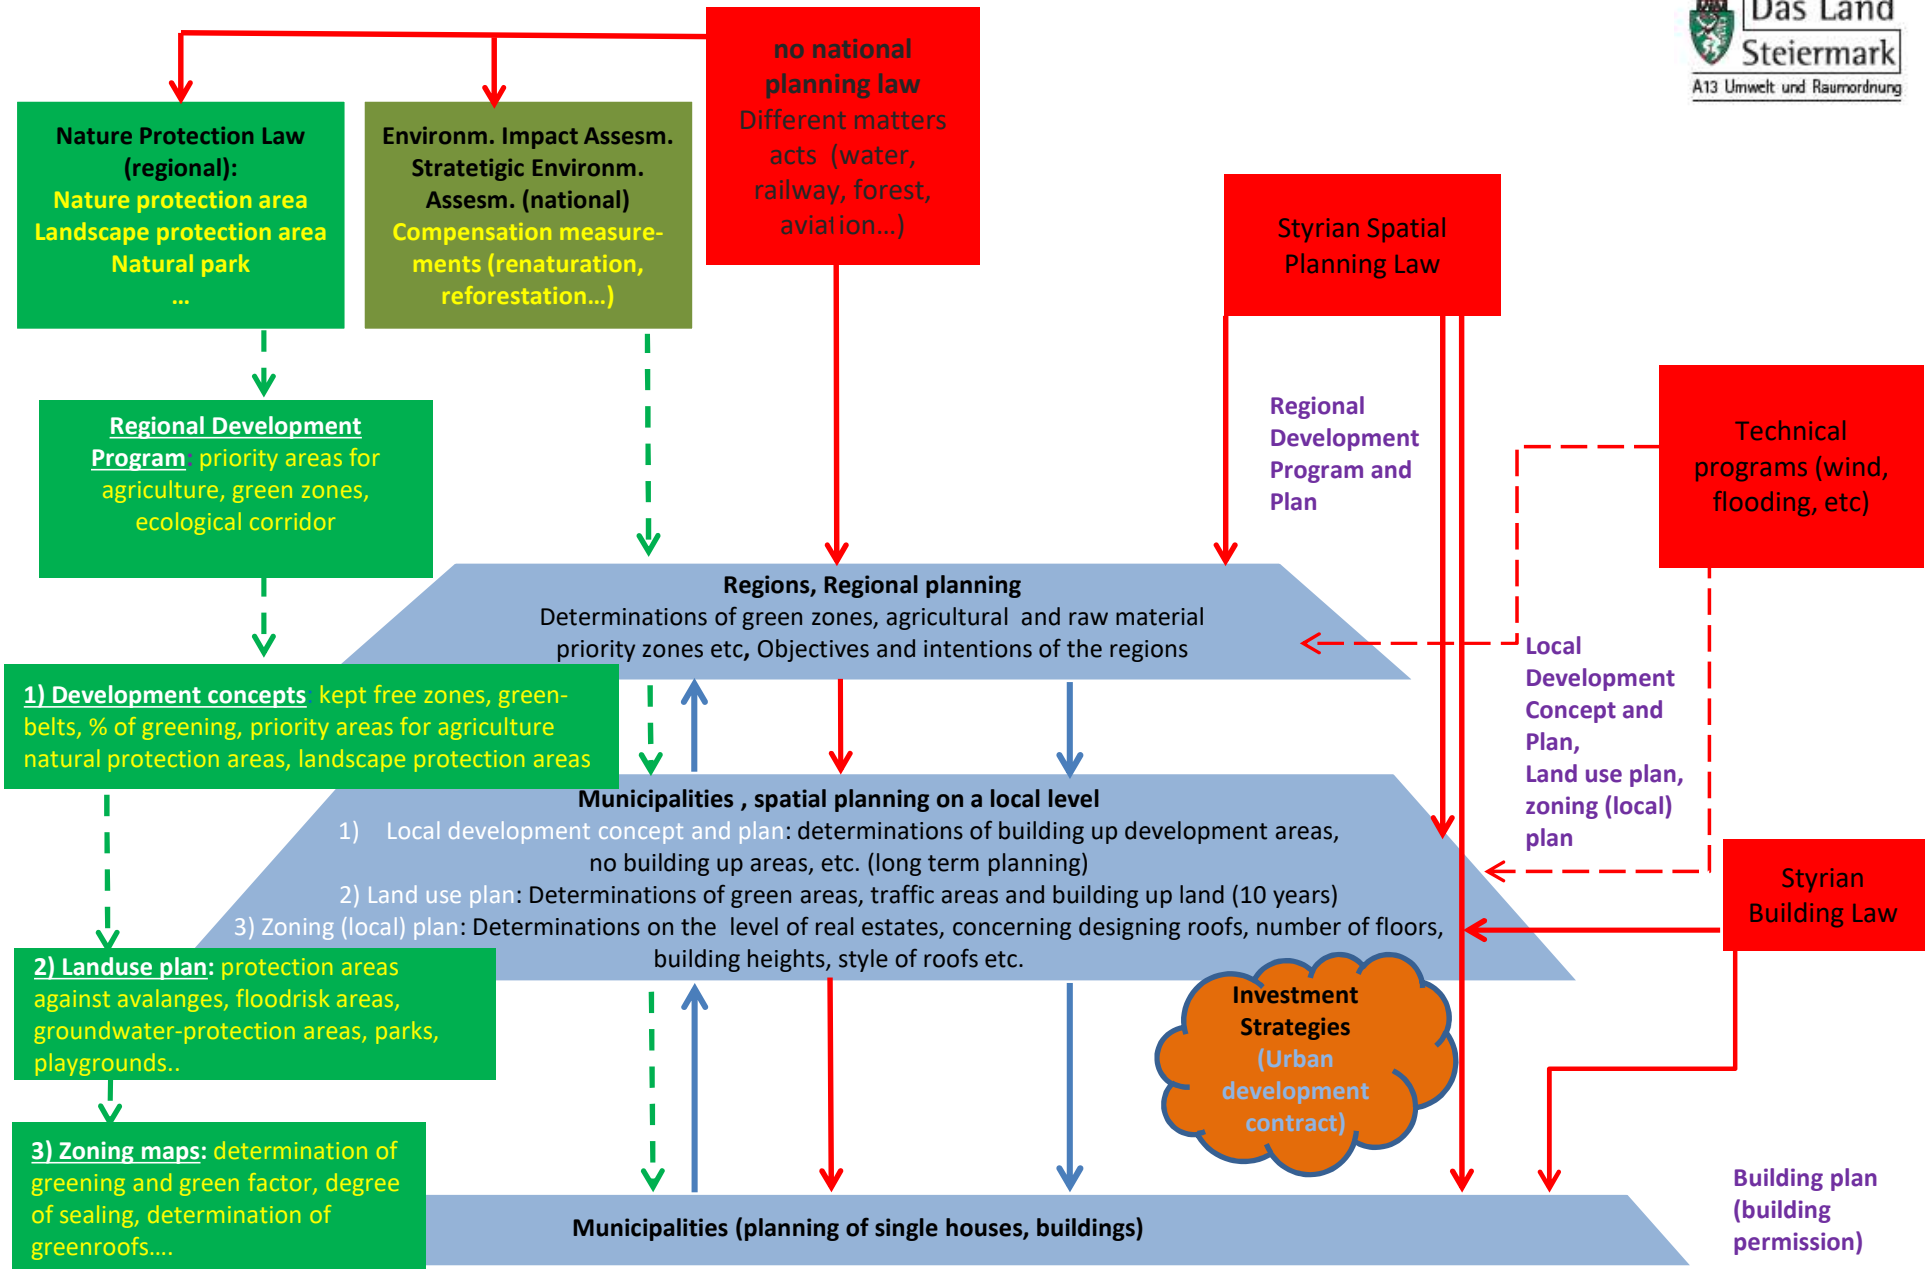 Das Land
Steiermark
A13 Umwelt und Raumordnung
no national
planning law
Different matters
acts (water,
railway, forest,
aviation…)
Nature Protection Law
(regional):
Nature protection area
Landscape protection area
Natural park
…
Environm. Impact Assesm.
Stratetigic Environm.
Assesm. (national)
Compensation measure-
ments (renaturation,
reforestation…)
Styrian Spatial
Planning Law
Regional
Development
Program and
Plan
Technical
programs (wind,
flooding, etc)
Regional Development
Program: priority areas for
agriculture, green zones,
ecological corridor
Regions, Regional planning
Determinations of green zones, agricultural and raw material
priority zones etc, Objectives and intentions of the regions
Local
Development
Concept and
Plan,
Land use plan,
zoning (local)
plan
1) Development concepts: kept free zones, green-
belts, % of greening, priority areas for agriculture
natural protection areas, landscape protection areas
Municipalities , spatial planning on a local level
1) Local development concept and plan: determinations of building up development areas,
no building up areas, etc. (long term planning)
2) Land use plan: Determinations of green areas, traffic areas and building up land (10 years)
3) Zoning (local) plan: Determinations on the level of real estates, concerning designing roofs, number of floors,
building heights, style of roofs etc.
Styrian
Building Law
2) Landuse plan: protection areas
against avalanges, floodrisk areas,
groundwater-protection areas, parks,
playgrounds..
Investment
Strategies
(Urban
development
contract)
3) Zoning maps: determination of
greening and green factor, degree
of sealing, determination of
greenroofs….
Municipalities (planning of single houses, buildings)
Building plan
(building
permission)